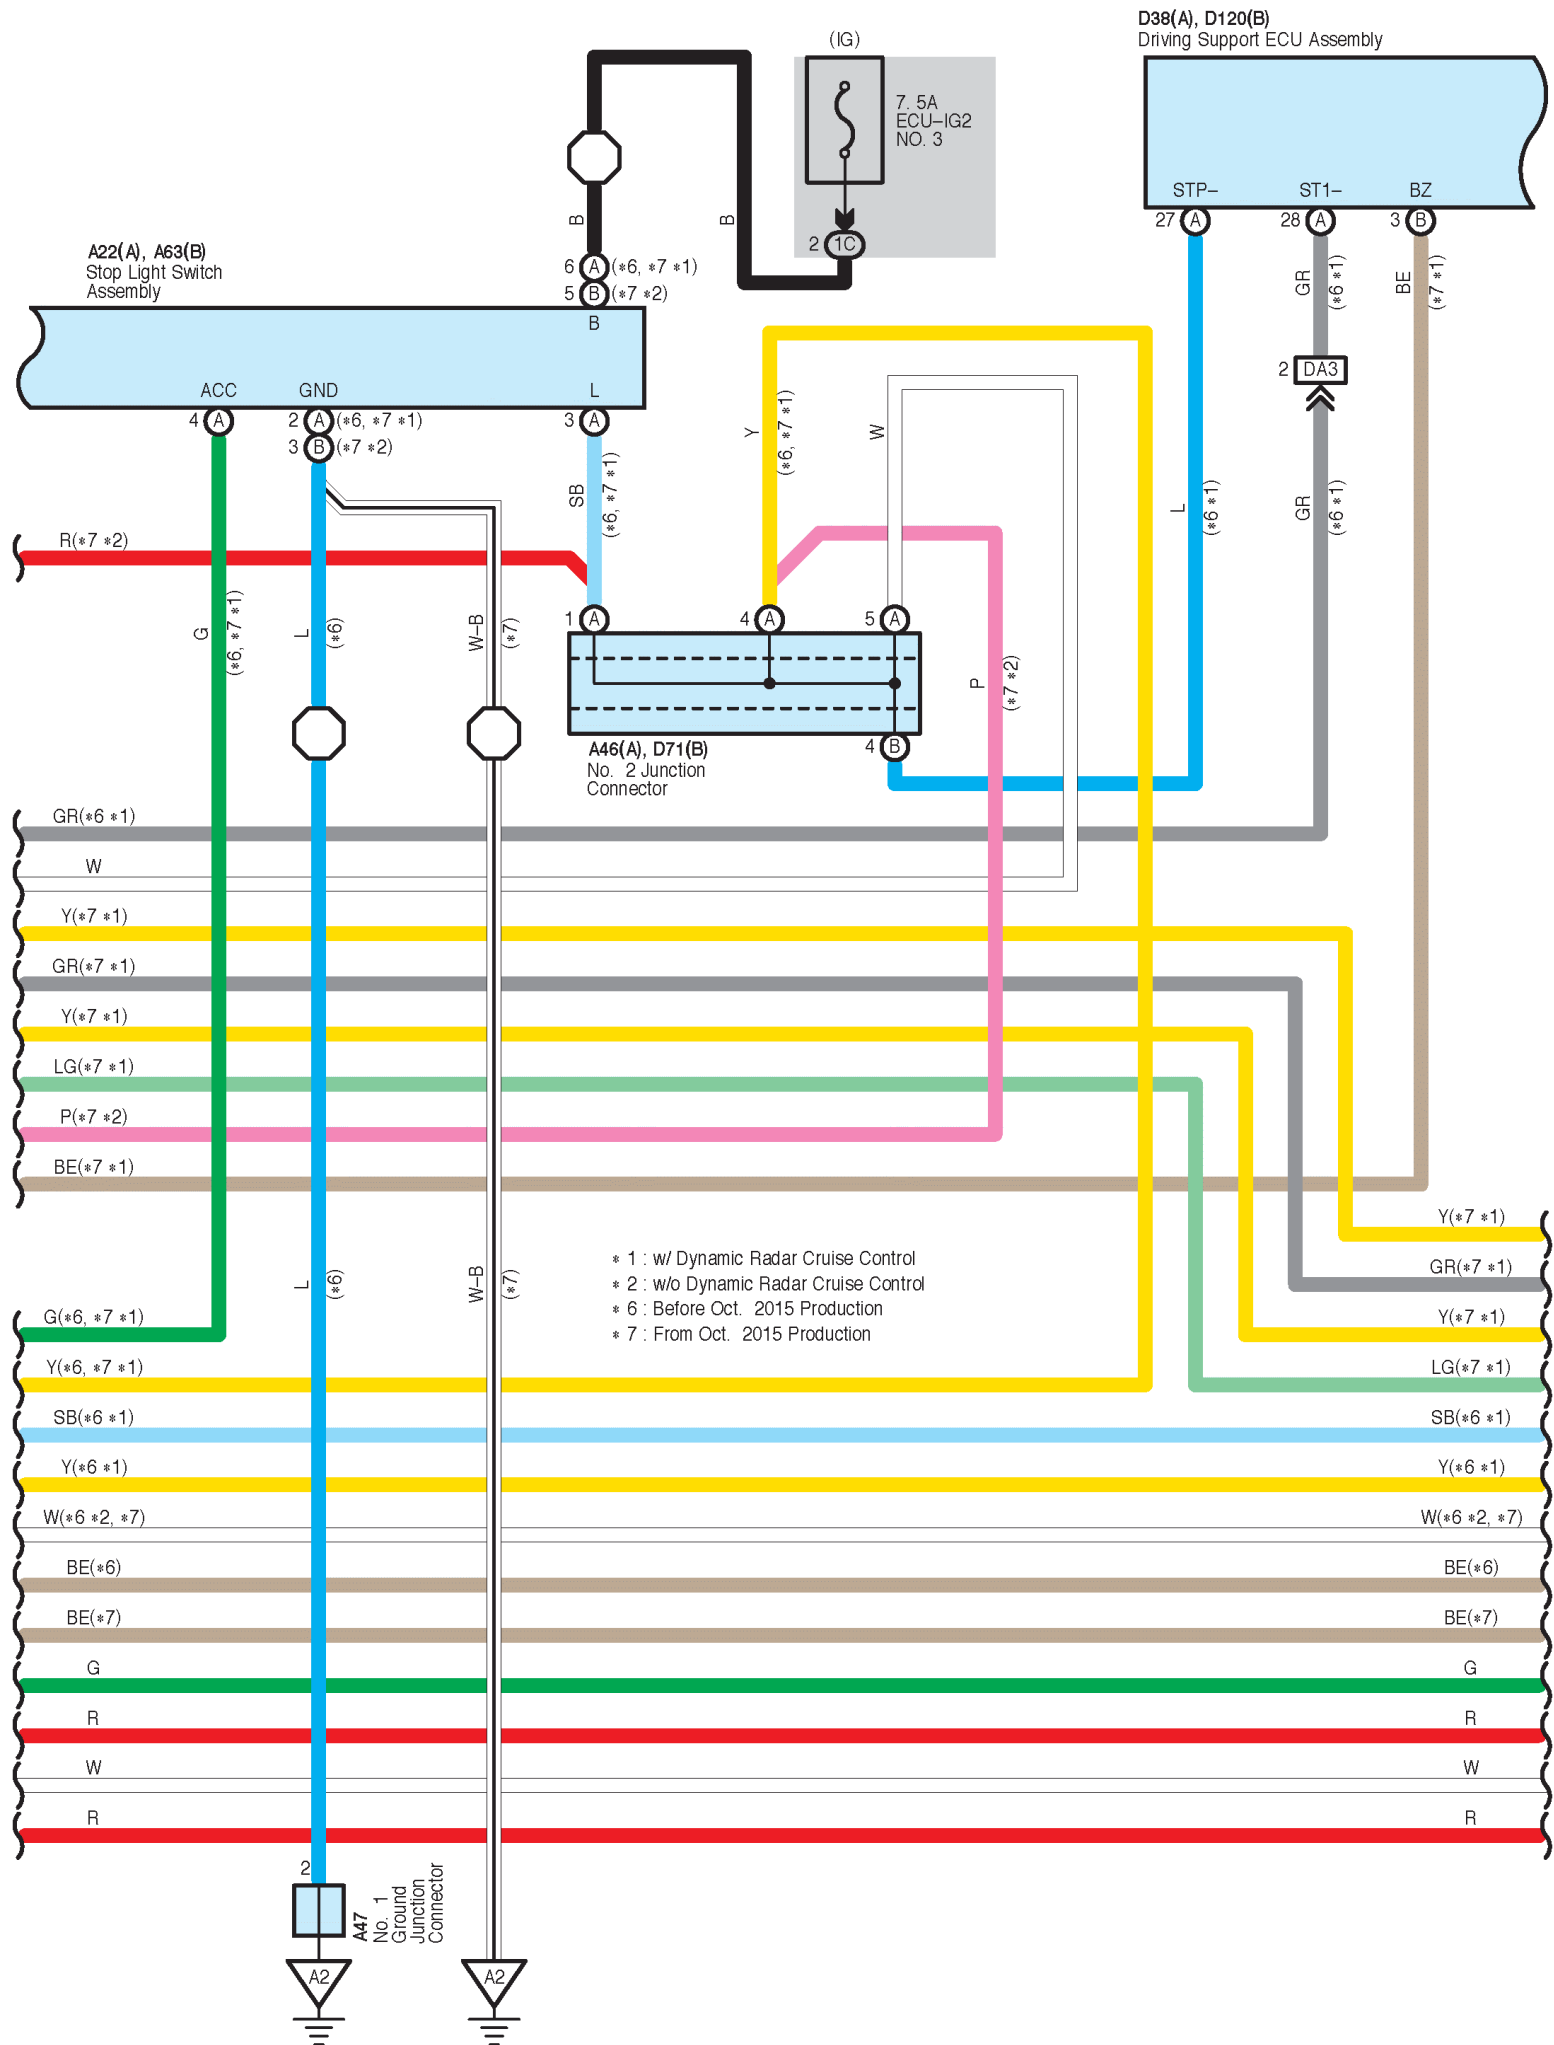 D38(A), D120(B)
Driving Support ECU Assembly
(IG)
7. 5A
ECU–IG2
NO. 3
STP–
ST1–
BZ
27 A
28 A
3 B
2 1C
B
B
A22(A), A63(B)
Stop Light Switch
Assembly
6 A (*6, *7 *1)
5 B (*7 *2)
B
GR
(*6 *1)
BE
(*7 *1)
2 DA3
ACC
GND
L
4 A
2 A (*6, *7 *1)
3 B (*7 *2)
3 A
SB
(*6, *7 *1)
Y
(*6, *7 *1)
W
L
(*6 *1)
GR
(*6 *1)
R(*7 *2)
G
(*6, *7 *1)
L
(*6)
W–B
(*7)
1 A
4 A
5 A
P
(*7 *2)
4 B
A46(A), D71(B)
No. 2 Junction
Connector
GR(*6 *1)
W
Y(*7 *1)
GR(*7 *1)
Y(*7 *1)
LG(*7 *1)
P(*7 *2)
BE(*7 *1)
Y(*7 *1)
L
(*6)
W–B
(*7)
* 1 : w/ Dynamic Radar Cruise Control
* 2 : w/o Dynamic Radar Cruise Control
* 6 : Before Oct. 2015 Production
* 7 : From Oct. 2015 Production
GR(*7 *1)
G(*6, *7 *1)
Y(*7 *1)
Y(*6, *7 *1)
LG(*7 *1)
SB(*6 *1)
SB(*6 *1)
Y(*6 *1)
Y(*6 *1)
W(*6 *2, *7)
W(*6 *2, *7)
BE(*6)
BE(*6)
BE(*7)
BE(*7)
G
G
R
R
W
W
R
R
2
A47
No. 1
Ground
Junction
Connector
A2
A2